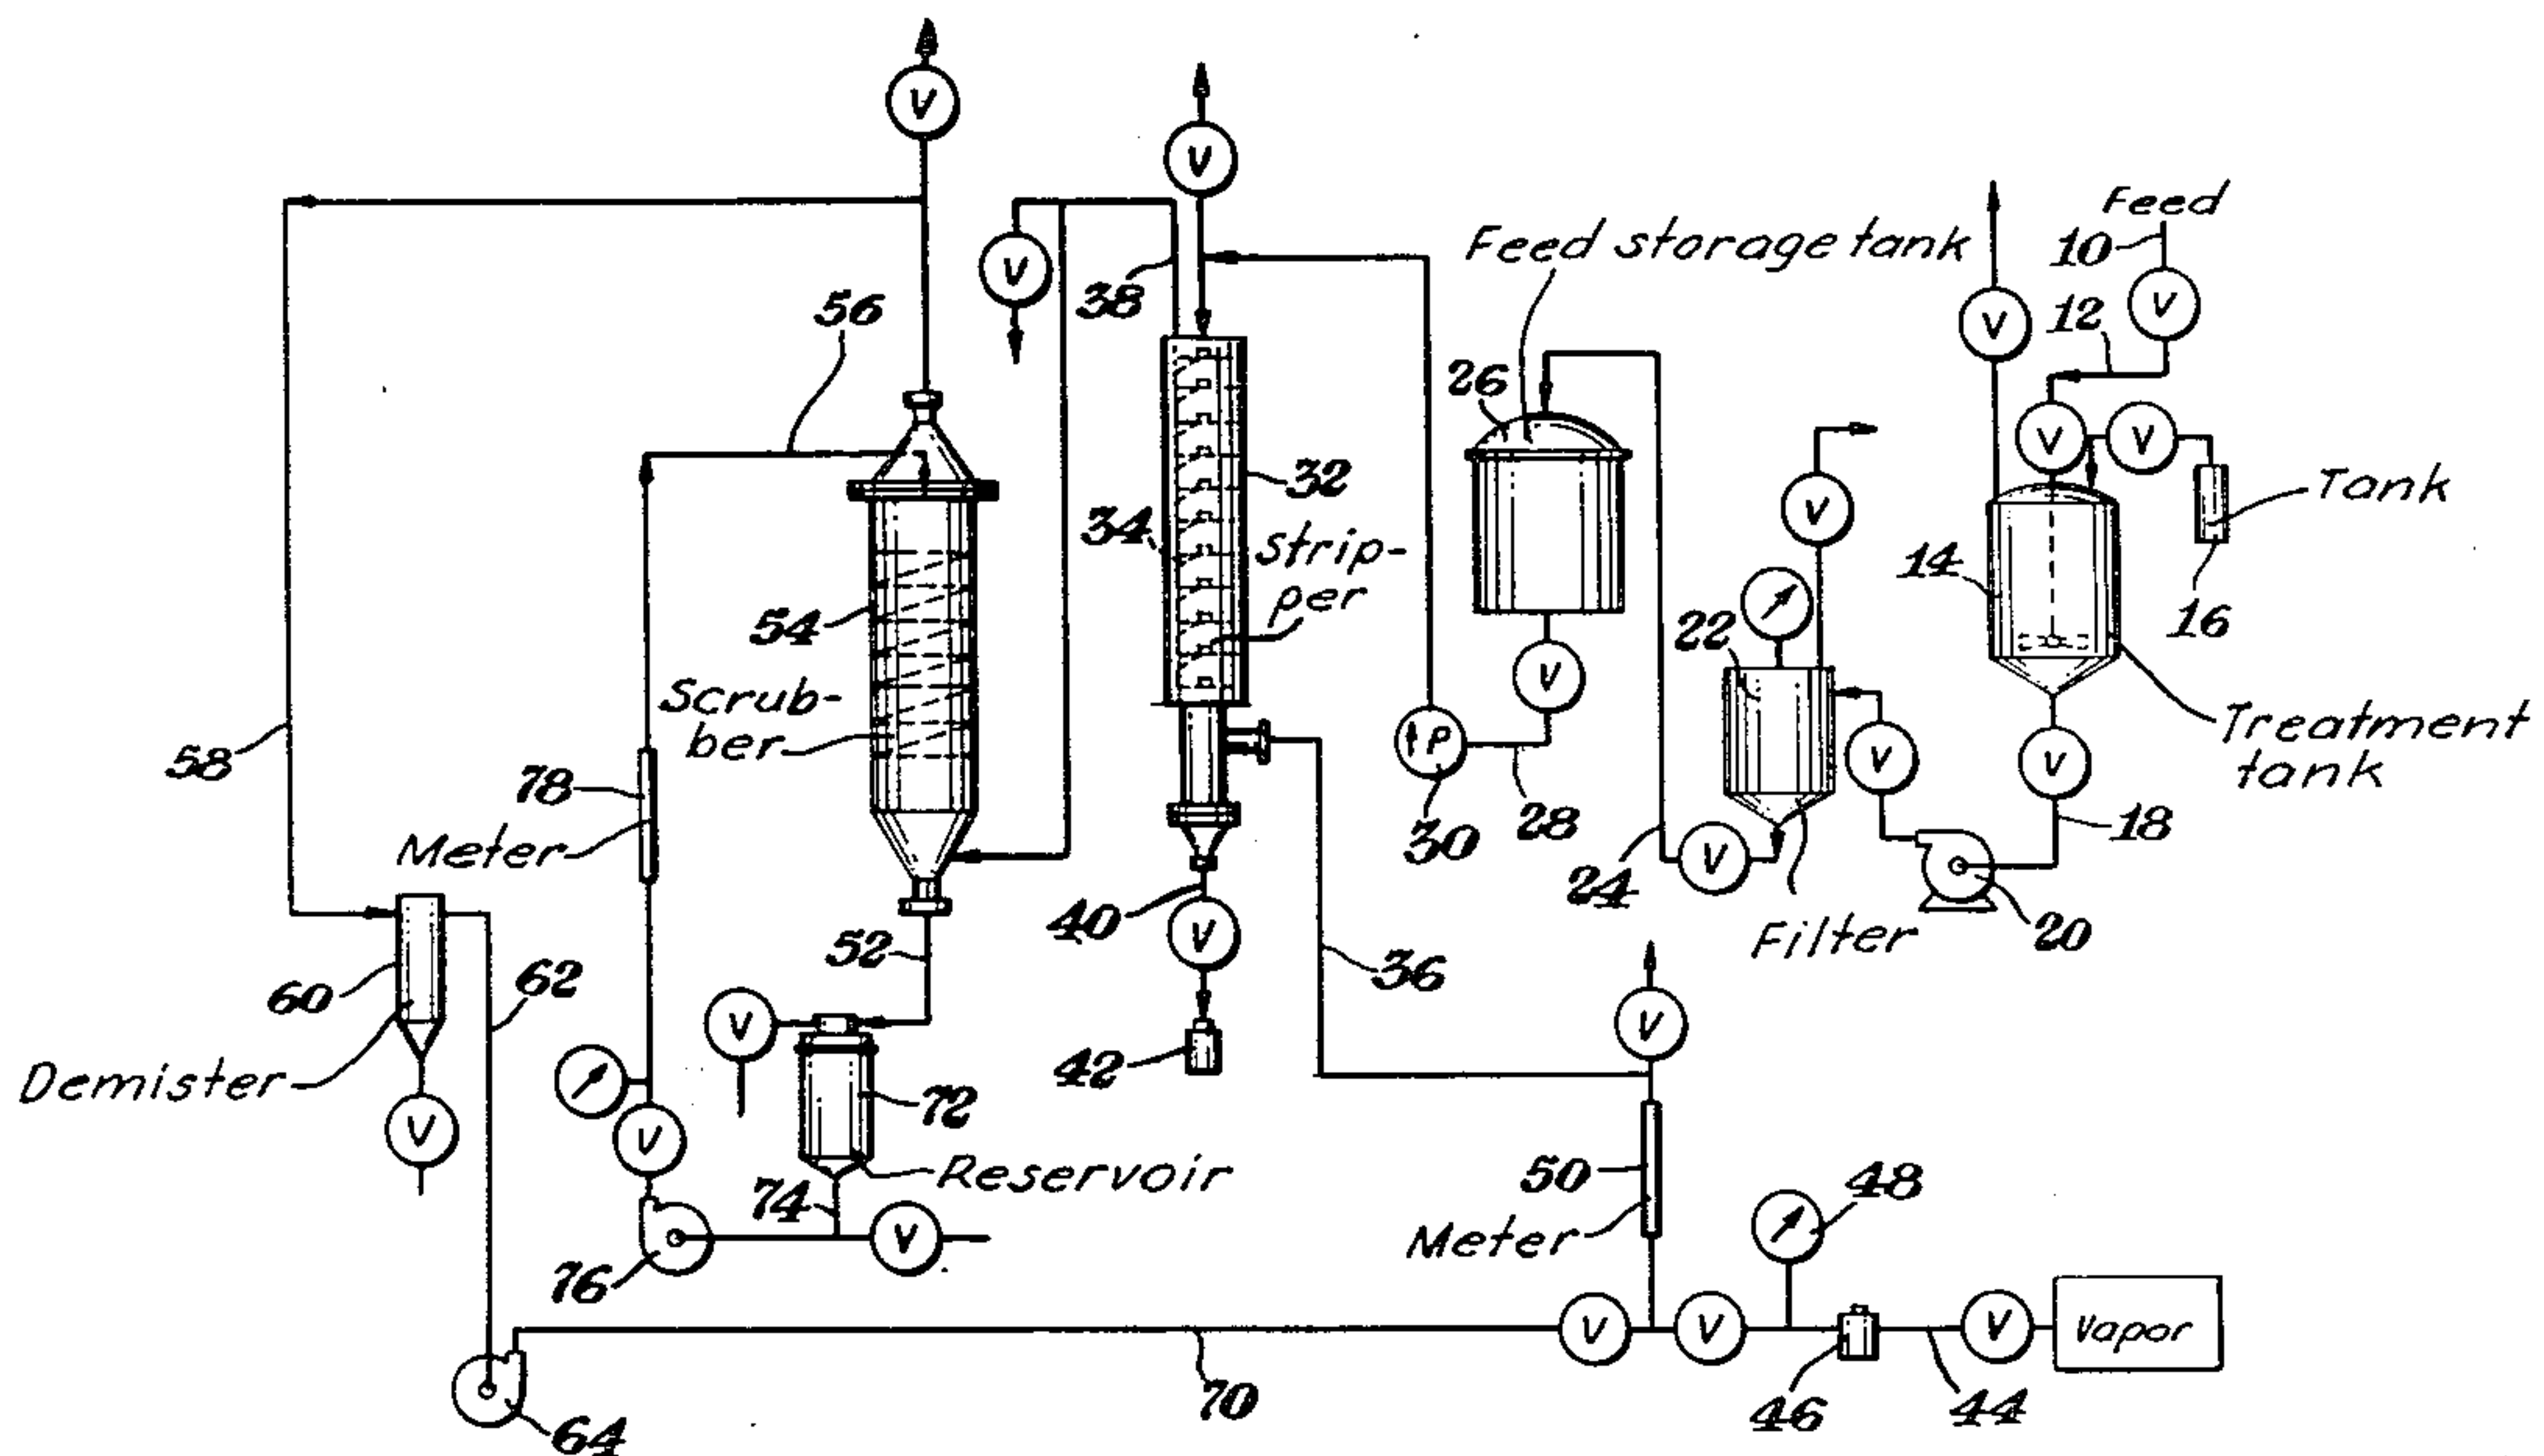 V
V
Feed
10
V
Feed storage tank
V
38
V
12
56
26
V
V
32
V
Tank
34
Strip-
per
14
16
54
22
V
Scrub-
ber
58
78
P
V
V
Treatment
tank
Meter
30
28
24
V
18
40
V
Filter
20
52
36
60
62
V
V
42
Demister
V
V
72
Reservoir
50
48
74
V
Meter
76
V
V
V
Vapor
64
70
46
44